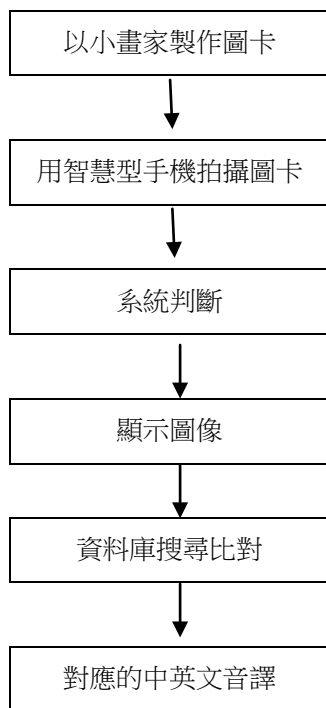 以小畫家製作圖卡
用智慧型手機拍攝圖卡
系統判斷
顯示圖像
資料庫搜尋比對
對應的中英文音譯